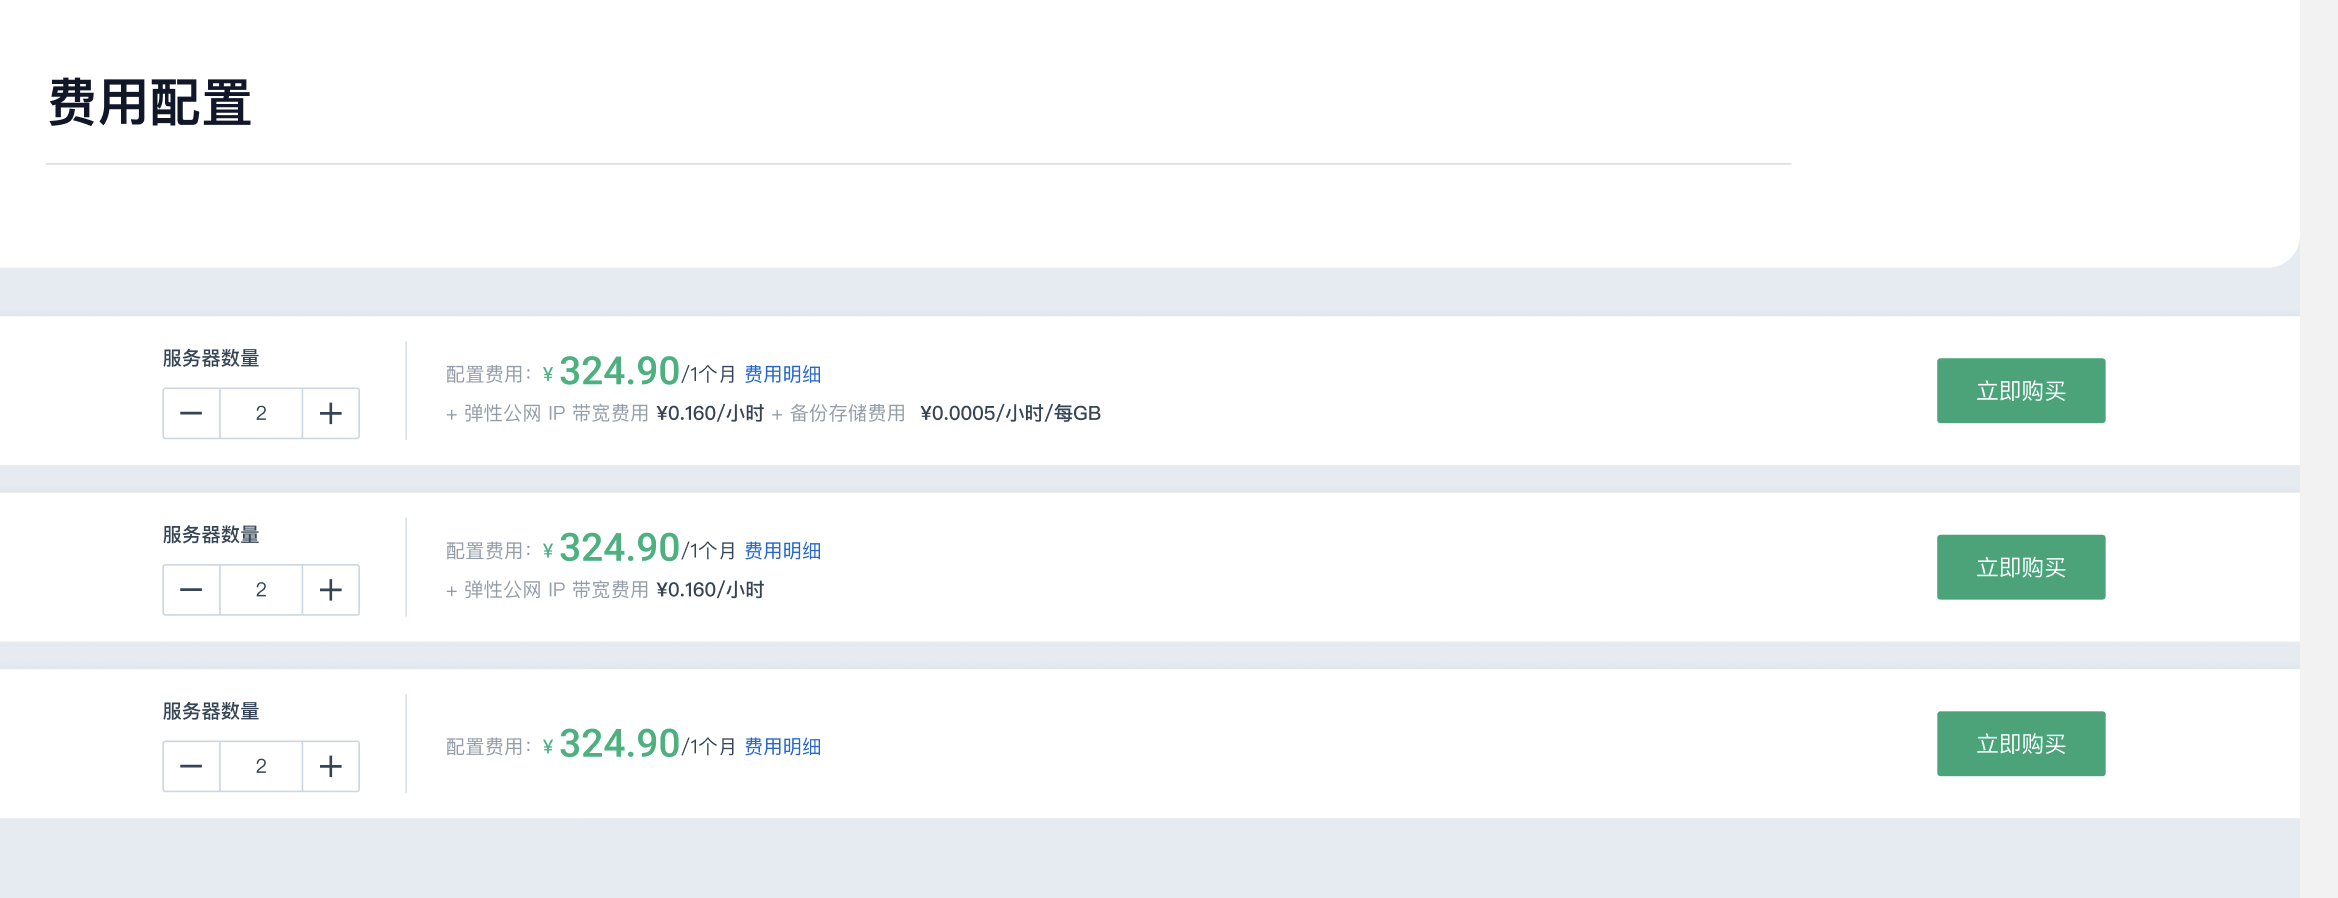 费用配置
服务器数量
2
配置费用: ¥ 324.90/1个月 费用明细
+ 弹性公网 IP 带宽费用 ¥0.160/小时 + 备份存储费用 ¥0.0005/小时/每GB
立即购买
服务器数量
2
配置费用: ¥ 324.90/1个月 费用明细
+ 弹性公网 IP 带宽费用 ¥0.160/小时
立即购买
服务器数量
2
配置费用: ¥ 324.90/1个月 费用明细
立即购买